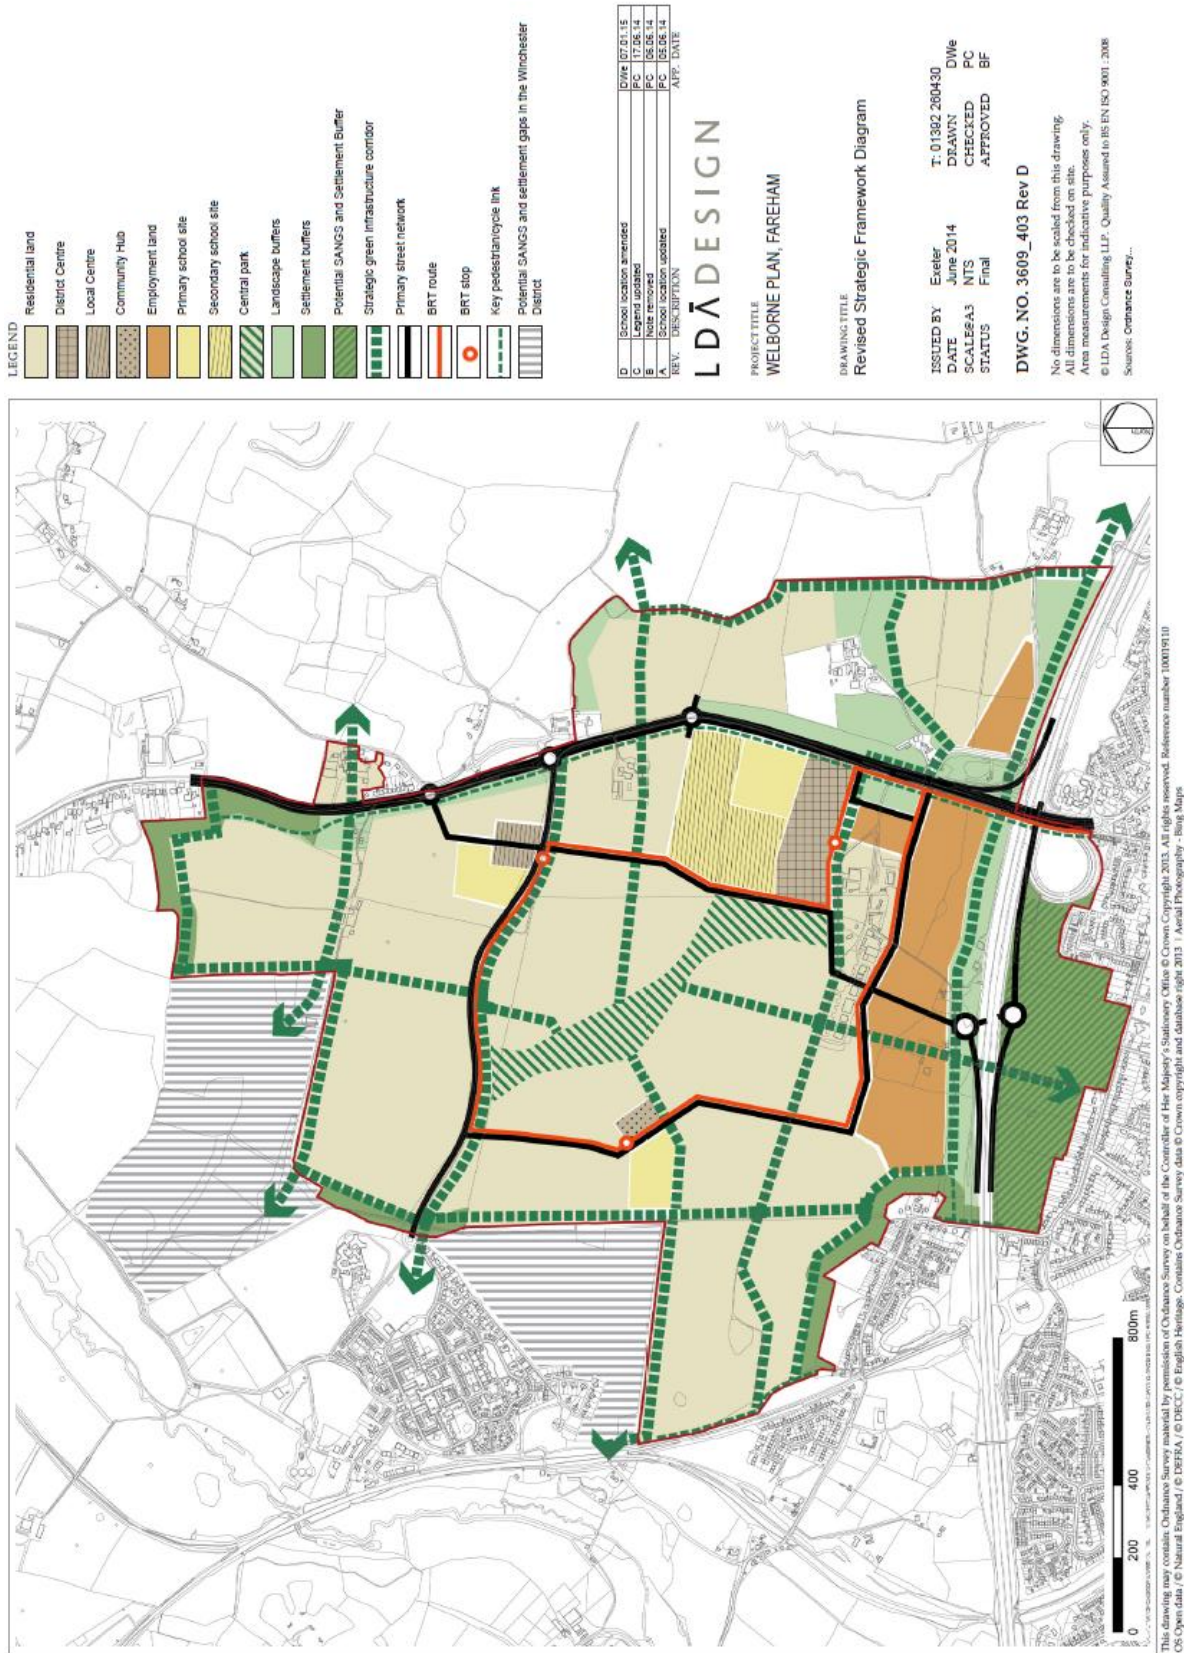 LEGEND
Residential land
District Centre
Local Centre
Community Hub
Employment land
Primary school site
Secondary school site
Central park
Landscape buffers
Settlement buffers
Potential SANGS and Settlement Buffer
Strategic green infrastructure corridor
Primary street network
BRT route
BRT stop
Key pedestrian/cycle link
Potential SANGS and settlement gaps in the Winchester
District
D School location amended DWe 07.01.15
C Legend updated PC 17.06.14
B Note removed PC 06.06.14
A School location updated PC 05.06.14
REV. DESCRIPTION APP. DATE
LDĀDESIGN
PROJECT TITLE
WELBORNE PLAN, FAREHAM
DRAWING TITLE
Revised Strategic Framework Diagram
ISSUED BY Exeter T: 01392 260430
DATE June 2014 DRAWN DWe
SCALE@A3 NTS CHECKED PC
STATUS Final APPROVED BF
DWG. NO. 3609_403 Rev D
No dimensions are to be scaled from this drawing.
All dimensions are to be checked on site.
Area measurements for indicative purposes only.
© LDA Design Consulting LLP. Quality Assured to BS EN ISO 9001 : 2008
Sources: Ordnance Survey...
North
0 200 400 800m
This drawing may contain: Ordnance Survey material by permission of Ordnance Survey on behalf of the Controller of Her Majesty's Stationery Office © Crown Copyright 2013. All rights reserved. Reference number 100019110
OS Open data / © Natural England / © DEFRA / © DECC / © English Heritage. Contains Ordnance Survey data © Crown copyright and database right 2013 | Aerial Photography - Bing Maps